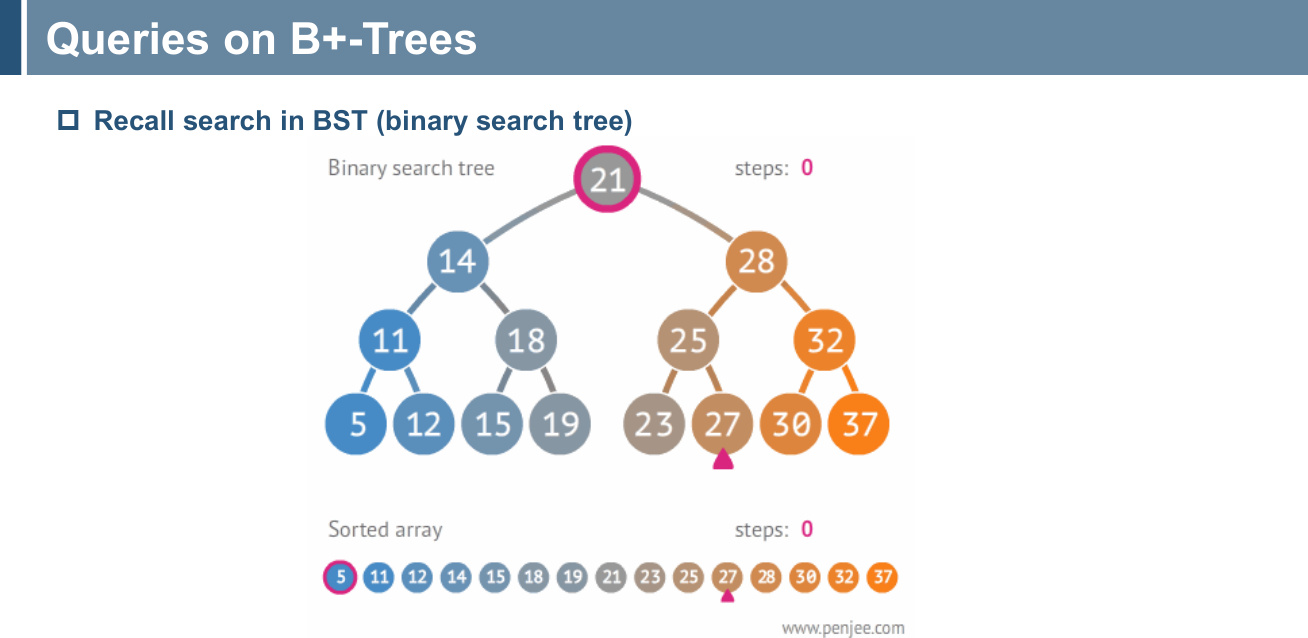 Queries on B+-Trees
Recall search in BST (binary search tree)
Binary search tree
steps: 0
21
14 28
11 18 25 32
5 12 15 19 23 27 30 37
Sorted array
steps: 0
5 11 12 14 15 18 19 21 23 25 27 28 30 32 37
www.penjee.com